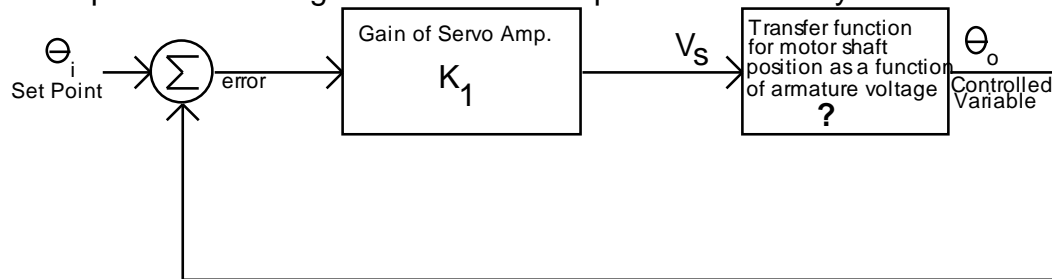 Gain of Servo Amp.
K1
Θi
Set Point
Σ
error
Vs
Transfer function
for motor shaft
position as a function
of armature voltage
?
Θo
Controlled
Variable